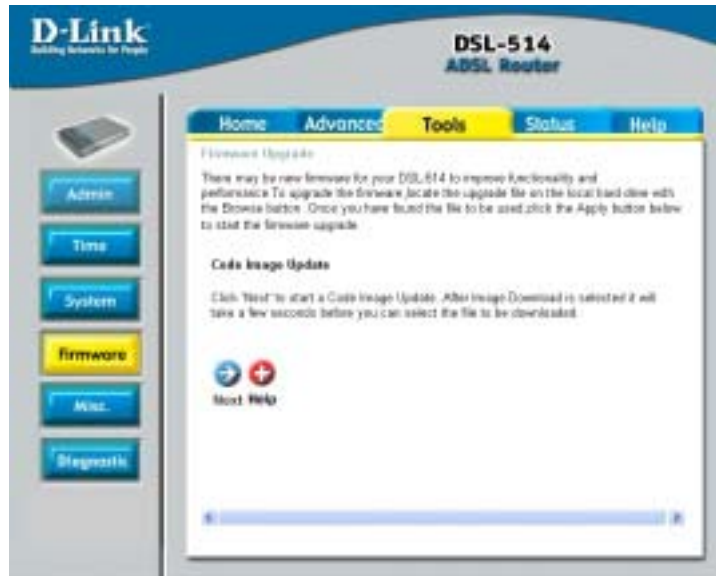 D-Link
Building Networks for People
DSL-514
ADSL Router
Home Advanced Tools Status Help
Admin
Time
System
Firmware
Misc.
Diagnostic
Firmware Upgrade
There may be new firmware for your DSL-514 to improve functionality and
performance.To upgrade the firmware,locate the upgrade file on the local hard drive with
the Browse button. Once you have found the file to be used,click the Apply button below
to start the firmware upgrade.
Code Image Update
Click 'Next' to start a Code Image Update. After Image Download is selected it will
take a few seconds before you can select the file to be downloaded.
Next Help